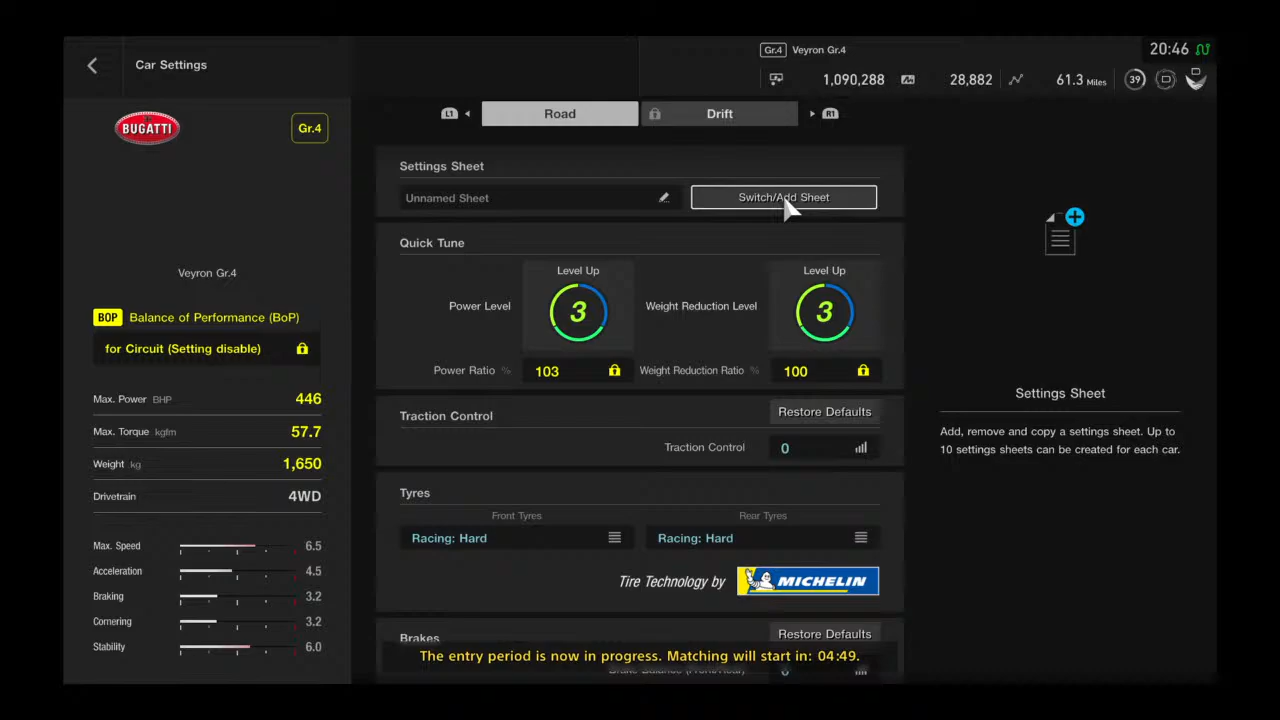 Car Settings
Gr.4 Veyron Gr.4
20:46
1,090,288
28,882
61.3 Miles
39
BUGATTI
Gr.4
L1 Road
Drift R1
Settings Sheet
Unnamed Sheet
Switch/Add Sheet
Quick Tune
Level Up
Level Up
Power Level
3
Weight Reduction Level
3
Power Ratio %
103
Weight Reduction Ratio %
100
Veyron Gr.4
BOP Balance of Performance (BoP)
for Circuit (Setting disable)
Max. Power BHP 446
Max. Torque kgfm 57.7
Weight kg 1,650
Drivetrain 4WD
Max. Speed 6.5
Acceleration 4.5
Braking 3.2
Cornering 3.2
Stability 6.0
Traction Control
Restore Defaults
Traction Control 0
Tyres
Front Tyres
Rear Tyres
Racing: Hard
Racing: Hard
Tire Technology by
MICHELIN
Brakes
Restore Defaults
Brake Balance (Front/Rear)
The entry period is now in progress. Matching will start in: 04:49.
Settings Sheet
Add, remove and copy a settings sheet. Up to
10 settings sheets can be created for each car.